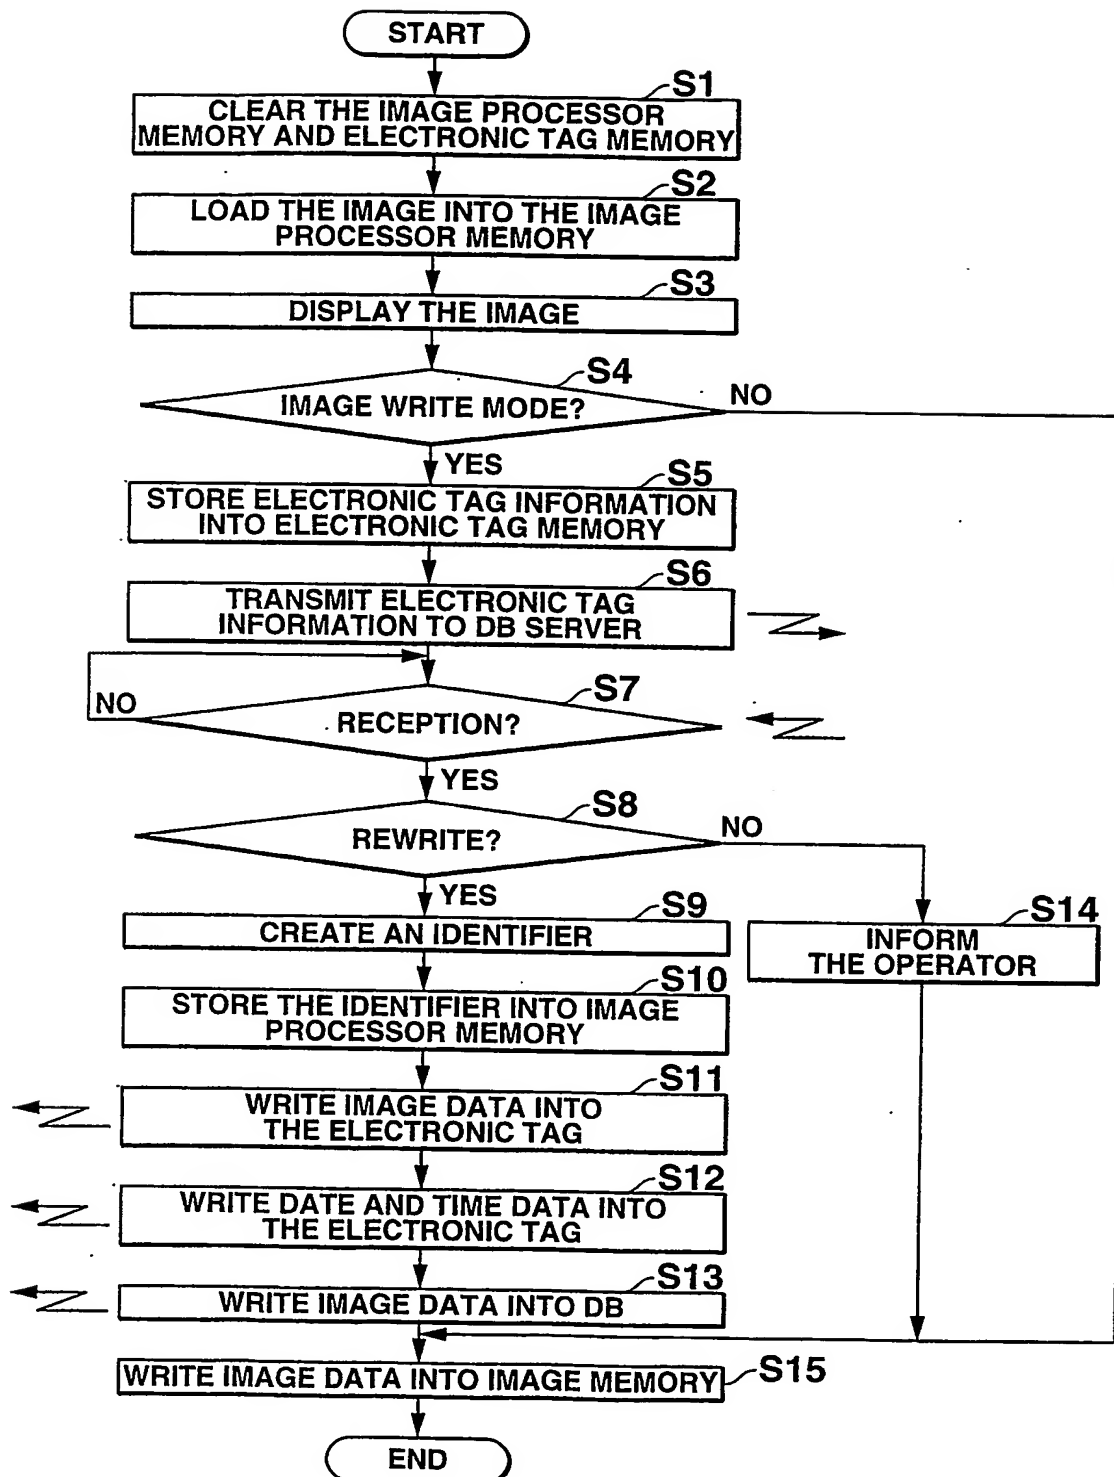 START
S1
CLEAR THE IMAGE PROCESSOR
MEMORY AND ELECTRONIC TAG MEMORY
S2
LOAD THE IMAGE INTO THE IMAGE
PROCESSOR MEMORY
S3
DISPLAY THE IMAGE
S4
IMAGE WRITE MODE?
NO
YES
S5
STORE ELECTRONIC TAG INFORMATION
INTO ELECTRONIC TAG MEMORY
S6
TRANSMIT ELECTRONIC TAG
INFORMATION TO DB SERVER
S7
NO
RECEPTION?
YES
S8
REWRITE?
NO
YES
S9
CREATE AN IDENTIFIER
S14
INFORM
THE OPERATOR
S10
STORE THE IDENTIFIER INTO IMAGE
PROCESSOR MEMORY
S11
WRITE IMAGE DATA INTO
THE ELECTRONIC TAG
S12
WRITE DATE AND TIME DATA INTO
THE ELECTRONIC TAG
S13
WRITE IMAGE DATA INTO DB
WRITE IMAGE DATA INTO IMAGE MEMORY
S15
END